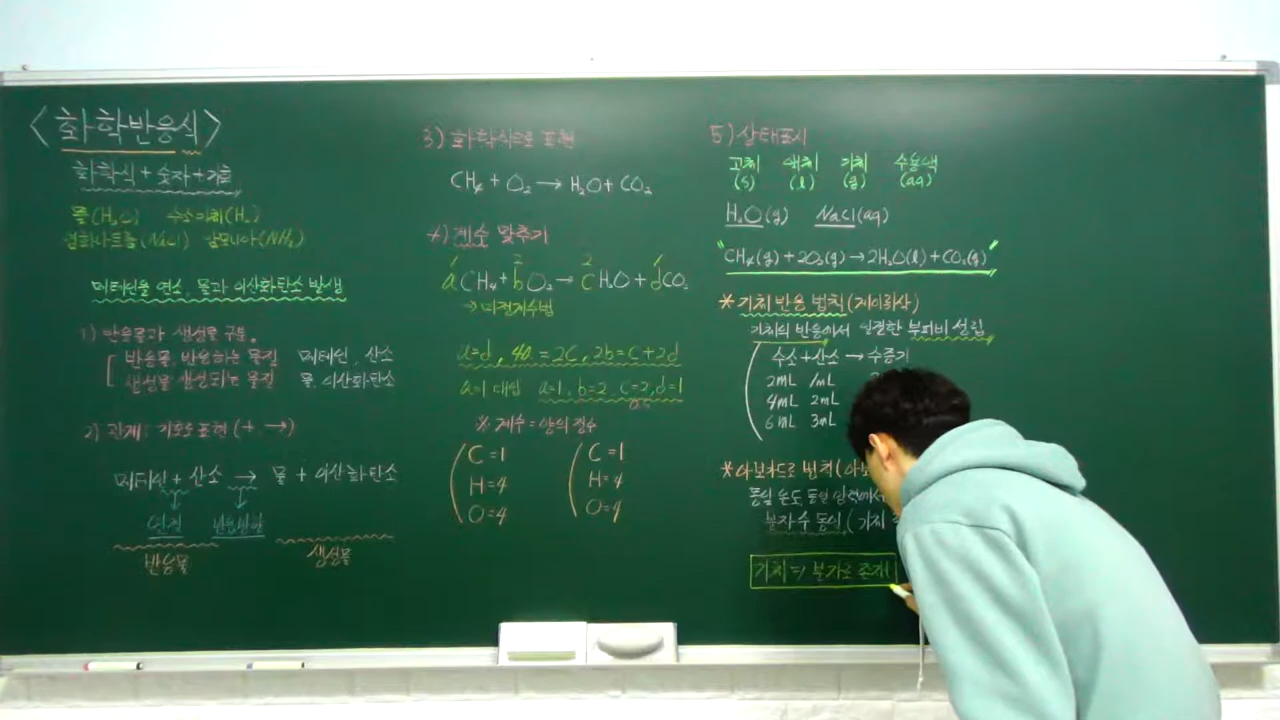 <화학반응식>
화학식 + 숫자 + 기호
물(H₂O) 수소기체(H₂)
염화나트륨(NaCl) 암모니아(NH₃)
메테인을 연소, 물과 이산화탄소 발생
1) 반응물과 생성물 구분.
반응물, 반응하는 물질 메테인, 산소
생성물 생성되는 물질 물, 이산화탄소
2) 관계: 기호로 표현 (+, →)
메테인 + 산소 → 물 + 이산화탄소
연결 반응방향
반응물 생성물
3) 화학식으로 표현
CH₄ + O₂ → H₂O + CO₂
4) 계수 맞추기
1 2 2 1
aCH₄ + bO₂ → cH₂O + dCO₂
→ 미정계수법
a=d, 4a=2c, 2b=c+2d
a=1 대입 a=1, b=2, c=2, d=1
※ 계수 = 양의 정수
C=1 C=1
H=4 H=4
O=4 O=4
5) 상태표시
고체 액체 기체 수용액
(s) (l) (g) (aq)
H₂O(g) NaCl(aq)
"CH₄(g) + 2O₂(g) → 2H₂O(l) + CO₂(g)"
* 기체 반응 법칙 (게이뤼삭)
기체의 반응에서 일정한 부피비 성립
수소 + 산소 → 수증기
2mL 1mL
4mL 2mL
6mL 3mL
* 아보가드로 법칙 (아보
동일 온도, 동일 압력에서
분자수 동일. (기체
기체 => 분자로 존재!